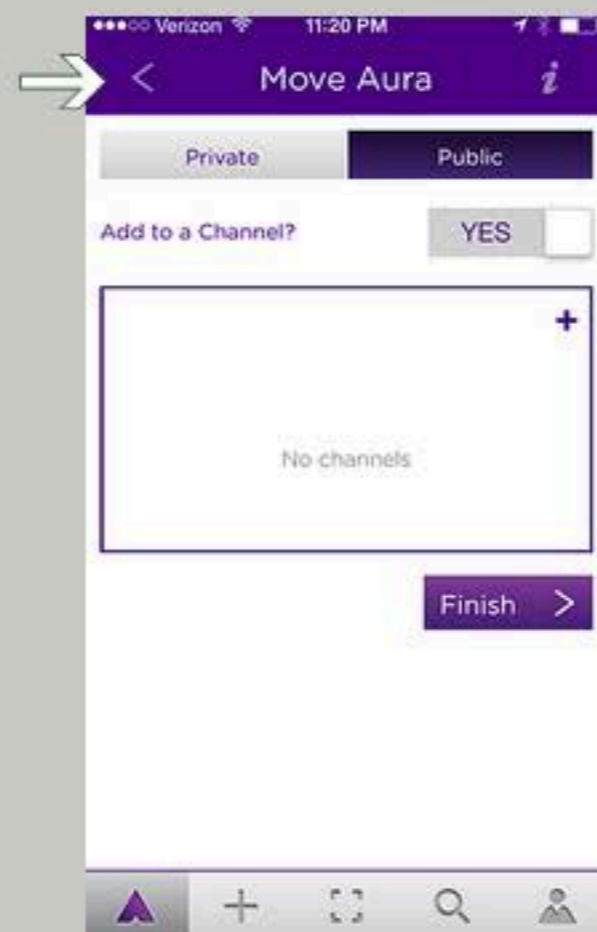 Verizon 11:20 PM
Move Aura i
Private Public
Add to a Channel? YES
+
No channels
Finish >